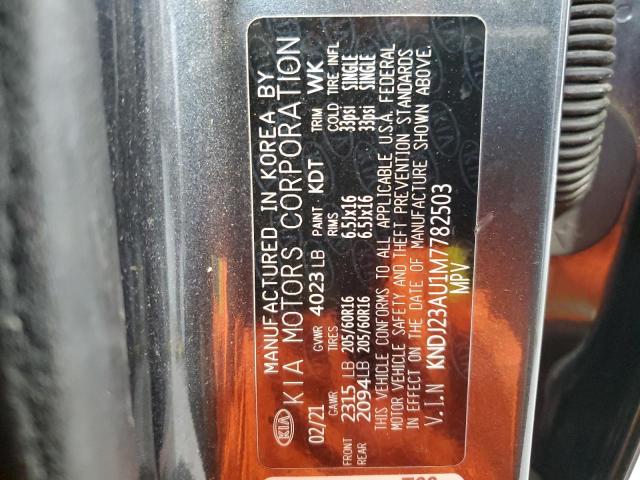 MANUFACTURED IN KOREA BY
KIA KIA MOTORS CORPORATION
02/21 GVWR 4023 LB PAINT KDT TRIM WK
GAWR TIRES RIMS COLD TIRE INFL
FRONT 2315 LB 205/60R16 6.5Jx16 33psi SINGLE
REAR 2094LB 205/60R16 6.5Jx16 33psi SINGLE
THIS VEHICLE CONFORMS TO ALL APPLICABLE U.S.A. FEDERAL
MOTOR VEHICLE SAFETY AND THEFT PREVENTION STANDARDS
IN EFFECT ON THE DATE OF MANUFACTURE SHOWN ABOVE.
V.I.N KNDJ23AU1M7782503
MPV